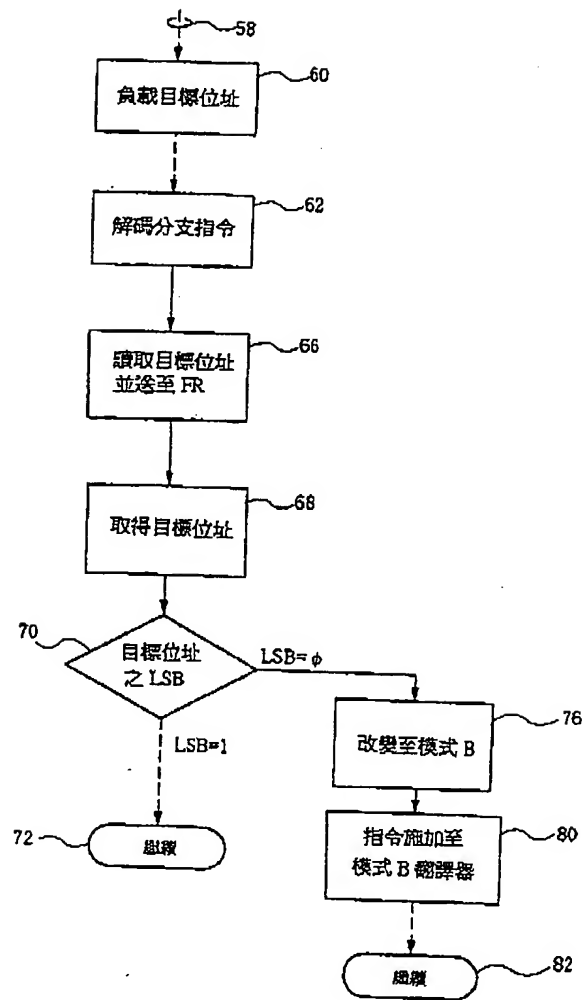 58
60
負載目標位址
62
解碼分支指令
66
讀取目標位址
並送至 FR
68
取得目標位址
70
目標位址
之 LSB
LSB=φ
LSB=1
76
改變至模式 B
72
繼續
指令施加至
模式 B 翻譯器
80
繼續
82